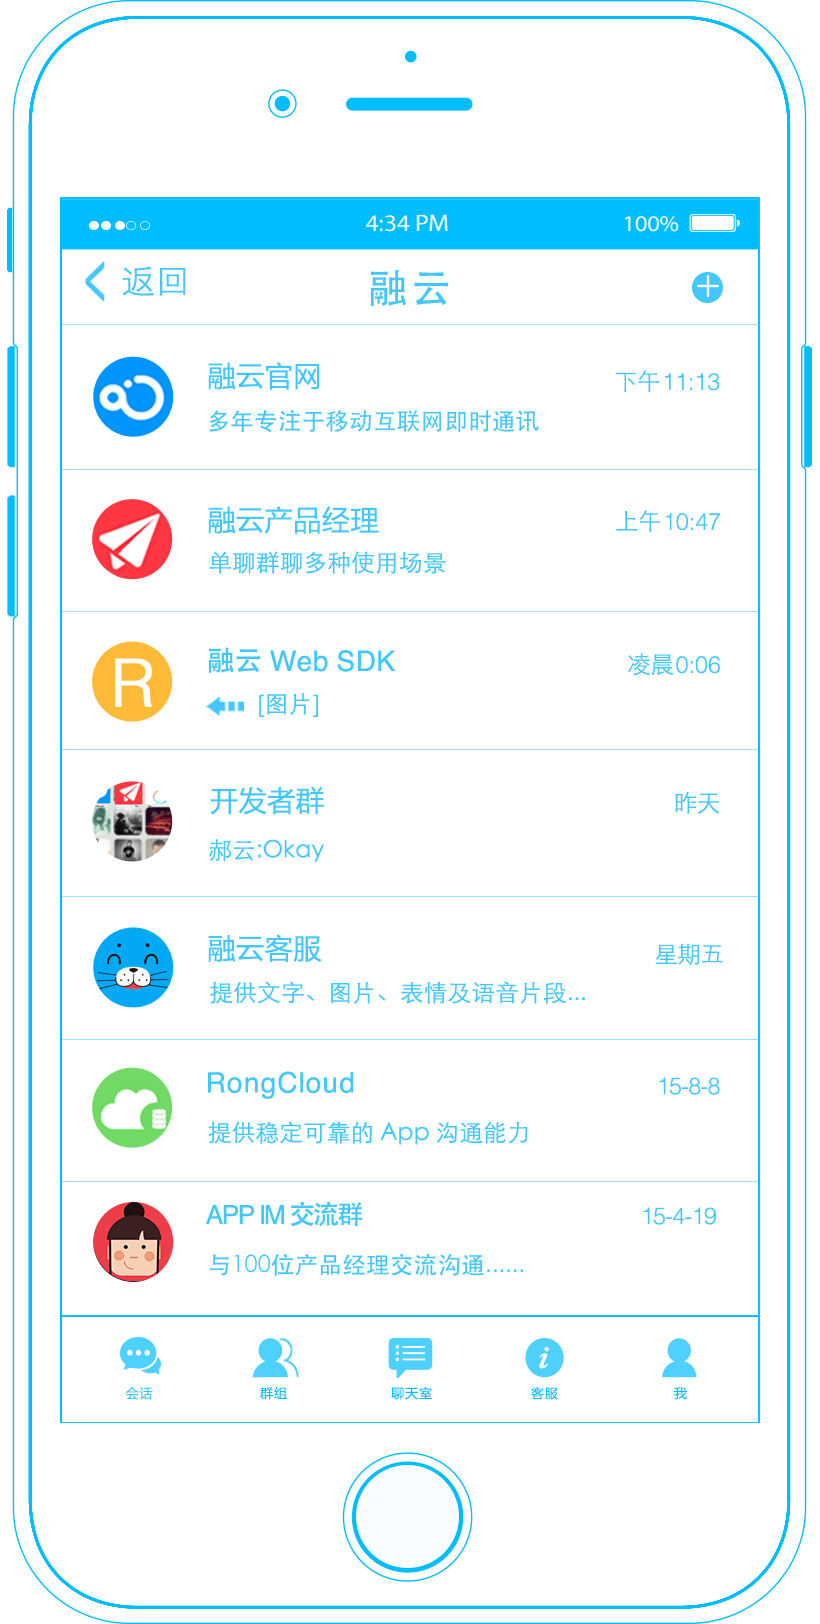 4:34 PM 100%
返回 融云
融云官网 下午11:13
多年专注于移动互联网即时通讯
融云产品经理 上午10:47
单聊群聊多种使用场景
R
融云 Web SDK 凌晨0:06
[图片]
开发者群 昨天
郝云:Okay
融云客服 星期五
提供文字、图片、表情及语音片段...
RongCloud 15-8-8
提供稳定可靠的 App 沟通能力
APP IM 交流群 15-4-19
与100位产品经理交流沟通......
会话 群组 聊天室 客服 我